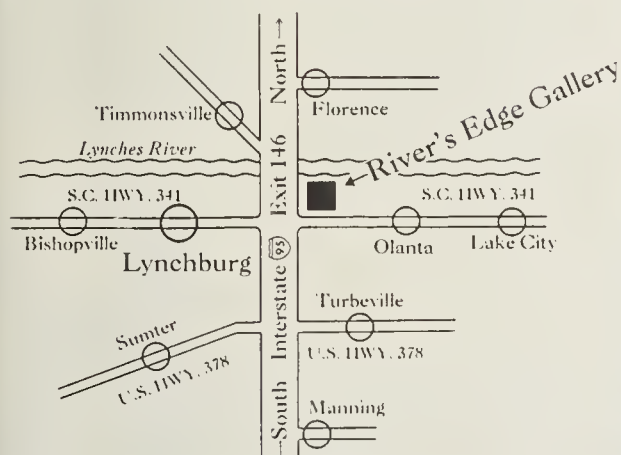 North→
Timmonsville
Florence
River's Edge Gallery
Lynches River
Exit 146
S.C. HWY. 341
S.C. HWY. 341
Bishopville
Lynchburg
Olanta
Lake City
Interstate 95
Turbeville
Sumter
U.S. HWY. 378
U.S. HWY. 378
Manning
←South